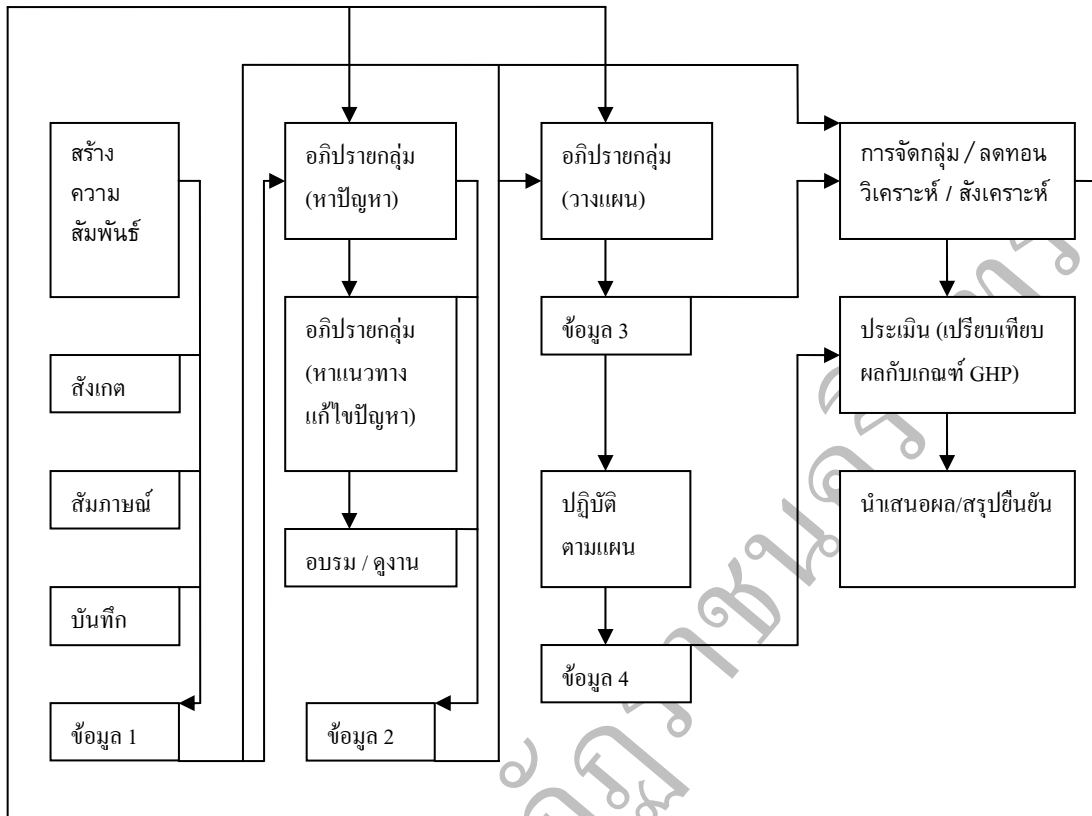 สร้าง
ความ
สัมพันธ์
สังเกต
สัมภาษณ์
บันทึก
ข้อมูล 1
อภิปรายกลุ่ม
(หาปัญหา)
อภิปรายกลุ่ม
(หาแนวทาง
แก้ไขปัญหา)
อบรม / ดูงาน
ข้อมูล 2
อภิปรายกลุ่ม
(วางแผน)
ข้อมูล 3
ปฏิบัติ
ตามแผน
ข้อมูล 4
การจัดกลุ่ม / ลดทอน
วิเคราะห์ / สังเคราะห์
ประเมิน (เปรียบเทียบ
ผลกับเกณฑ์ GHP)
นำเสนอผล/สรุปยืนยัน